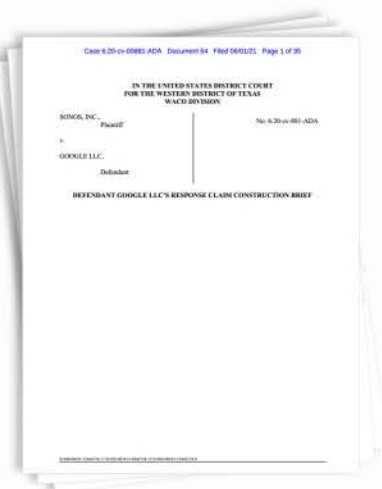 Case 6:20-cv-00881-ADA Document 64 Filed 06/01/21 Page 1 of 35
IN THE UNITED STATES DISTRICT COURT
FOR THE WESTERN DISTRICT OF TEXAS
WACO DIVISION
SONOS, INC.,
Plaintiff
No. 6:20-cv-881-ADA
v.
GOOGLE LLC,
Defendant
DEFENDANT GOOGLE LLC'S RESPONSE CLAIM CONSTRUCTION BRIEF